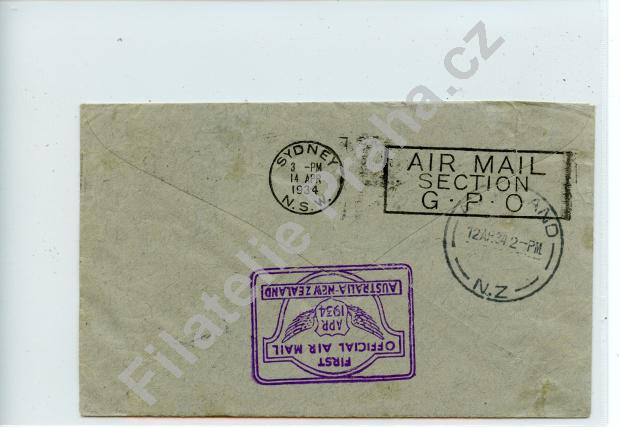 SYDNEY
3 -PM
14 APR
1934
N.S.W.
AIR MAIL
SECTION
G·P·O
12AP34 2-PM
N.Z
FIRST
OFFICIAL AIR MAIL
APR
1934
AUSTRALIA-NEW ZEALAND
Filatelie Praha.cz